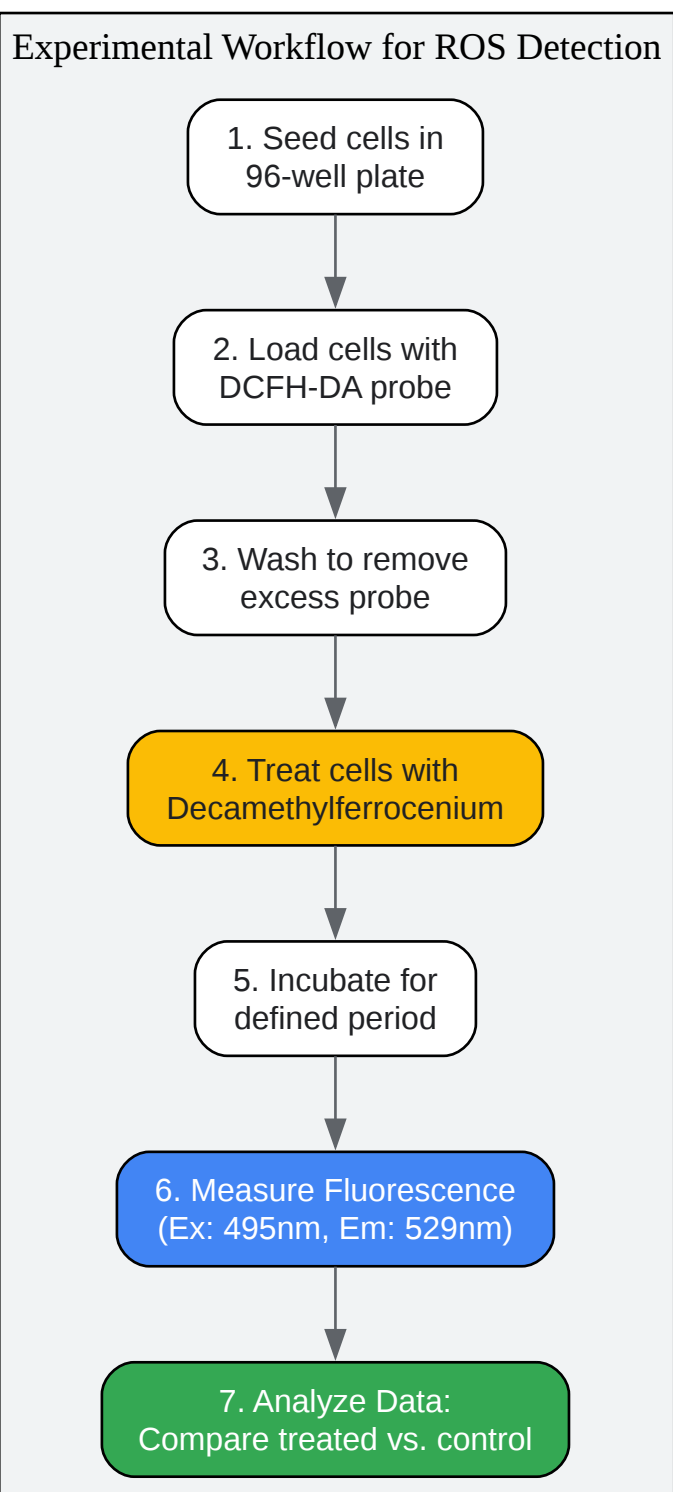 Experimental Workflow for ROS Detection
1. Seed cells in
96-well plate
2. Load cells with
DCFH-DA probe
3. Wash to remove
excess probe
4. Treat cells with
Decamethylferrocenium
5. Incubate for
defined period
6. Measure Fluorescence
(Ex: 495nm, Em: 529nm)
7. Analyze Data:
Compare treated vs. control